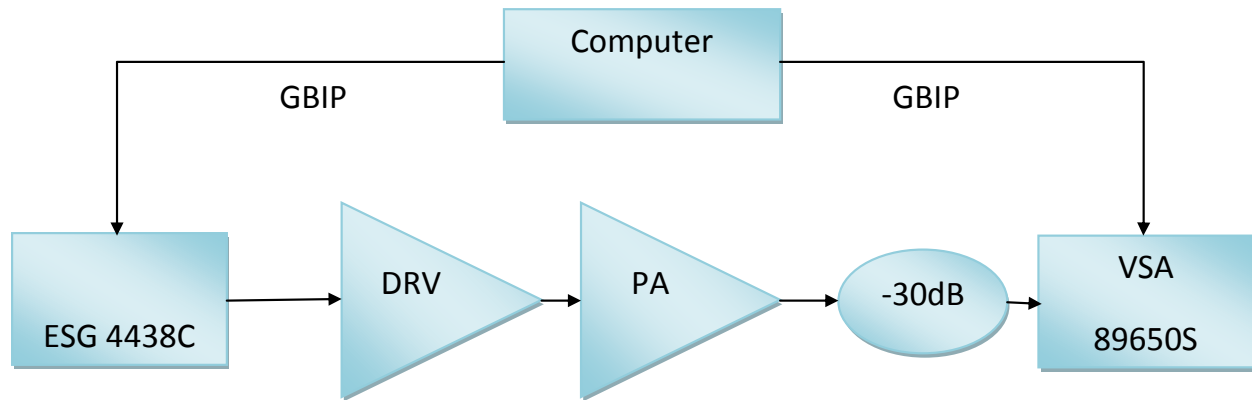 Computer
GBIP
GBIP
DRV
PA
-30dB
VSA
ESG 4438C
89650S